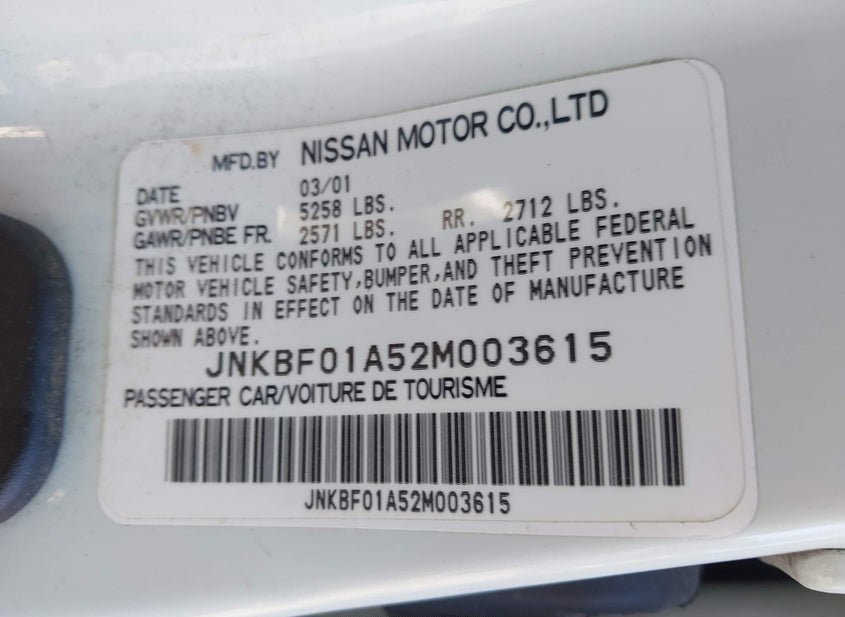 MFD.BY NISSAN MOTOR CO.,LTD
DATE 03/01
GVWR/PNBV 5258 LBS.
GAWR/PNBE FR. 2571 LBS. RR. 2712 LBS.
THIS VEHICLE CONFORMS TO ALL APPLICABLE FEDERAL
MOTOR VEHICLE SAFETY,BUMPER,AND THEFT PREVENTION
STANDARDS IN EFFECT ON THE DATE OF MANUFACTURE
SHOWN ABOVE.
JNKBF01A52M003615
PASSENGER CAR/VOITURE DE TOURISME
JNKBF01A52M003615